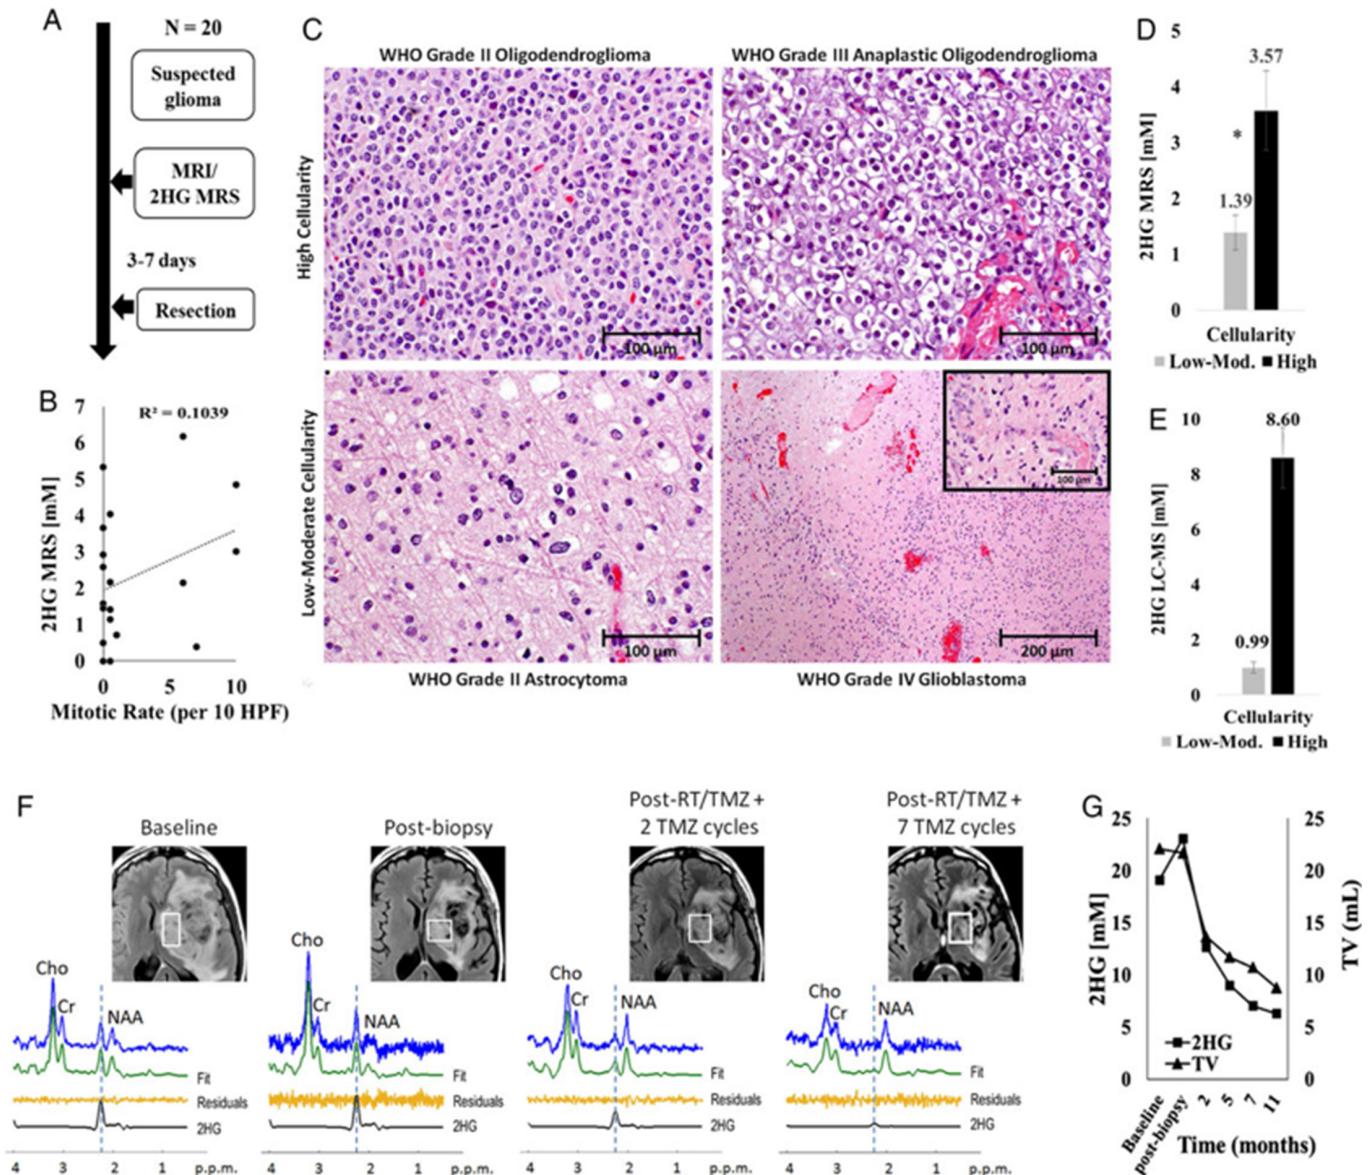 A
N = 20
Suspected
glioma
MRI/
2HG MRS
3-7 days
Resection
B
R² = 0.1039
2HG MRS [mM]
7
6
5
4
3
2
1
0
0 5 10
Mitotic Rate (per 10 HPF)
C
WHO Grade II Oligodendroglioma
WHO Grade III Anaplastic Oligodendroglioma
High Cellularity
100 µm
100 µm
Low-Moderate Cellularity
100 µm
100 µm
200 µm
WHO Grade II Astrocytoma
WHO Grade IV Glioblastoma
D
2HG MRS [mM]
5
4
3
2
1
0
3.57
*
1.39
Cellularity
Low-Mod. High
E
2HG LC-MS [mM]
10
8
6
4
2
0
8.60
0.99
Cellularity
Low-Mod. High
F
Baseline
Cho
Cr
NAA
Fit
Residuals
2HG
4 3 2 1 p.p.m.
Post-biopsy
Cho
Cr
NAA
Fit
Residuals
2HG
4 3 2 1 p.p.m.
Post-RT/TMZ +
2 TMZ cycles
Cho
Cr
NAA
Fit
Residuals
2HG
4 3 2 1 p.p.m.
Post-RT/TMZ +
7 TMZ cycles
Cho
Cr
NAA
Fit
Residuals
2HG
4 3 2 1 p.p.m.
G
2HG [mM]
25
20
15
10
5
0
2HG
TV
25
20
15
10
5
0
TV (mL)
Baseline
post-biopsy
2
5
7
11
Time (months)